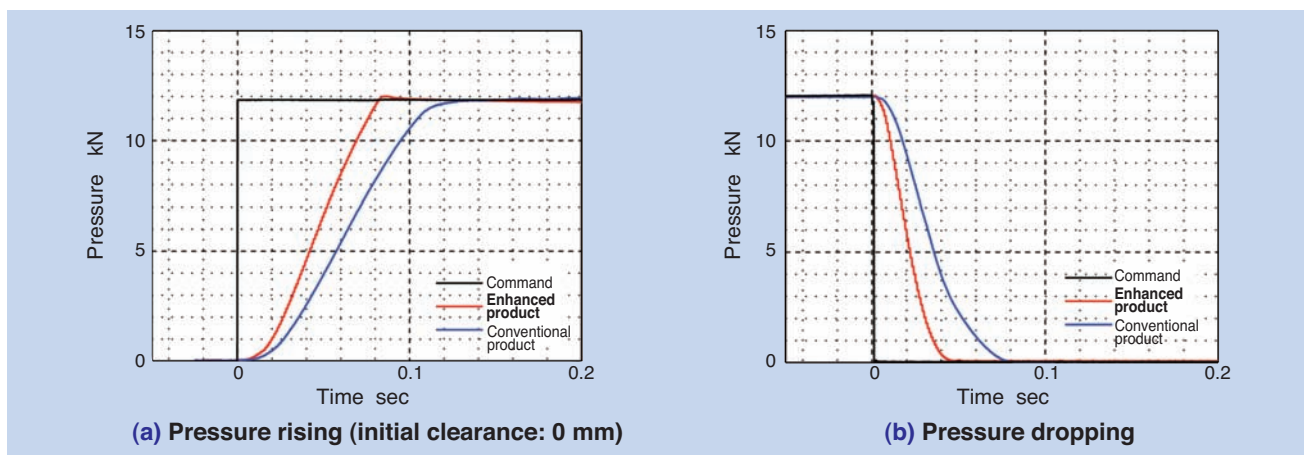 15
10
5
0
Pressure kN
Command
Enhanced
product
Conventional
product
0
0.1
0.2
Time sec
(a) Pressure rising (initial clearance: 0 mm)
15
10
5
0
Pressure kN
Command
Enhanced
product
Conventional
product
0
0.1
0.2
Time sec
(b) Pressure dropping